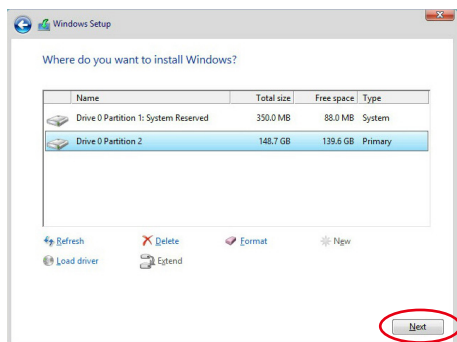 Windows Setup
Where do you want to install Windows?
Name Total size Free space Type
Drive 0 Partition 1: System Reserved 350.0 MB 88.0 MB System
Drive 0 Partition 2 148.7 GB 139.6 GB Primary
Refresh Delete Format New
Load driver Extend
Next